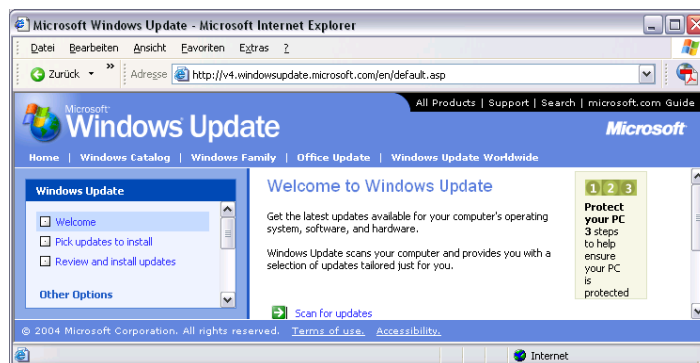 Microsoft Windows Update - Microsoft Internet Explorer
Datei Bearbeiten Ansicht Favoriten Extras ?
Zurück » Adresse http://v4.windowsupdate.microsoft.com/en/default.asp »
All Products | Support | Search | microsoft.com Guide
Microsoft
Windows Update
Microsoft
Home | Windows Catalog | Windows Family | Office Update | Windows Update Worldwide
Windows Update
Welcome
Pick updates to install
Review and install updates
Other Options
Welcome to Windows Update
Get the latest updates available for your computer's operating
system, software, and hardware.
Windows Update scans your computer and provides you with a
selection of updates tailored just for you.
Scan for updates
1 2 3
Protect
your PC
3 steps
to help
ensure
your PC
is
protected
© 2004 Microsoft Corporation. All rights reserved. Terms of use. Accessibility.
Internet